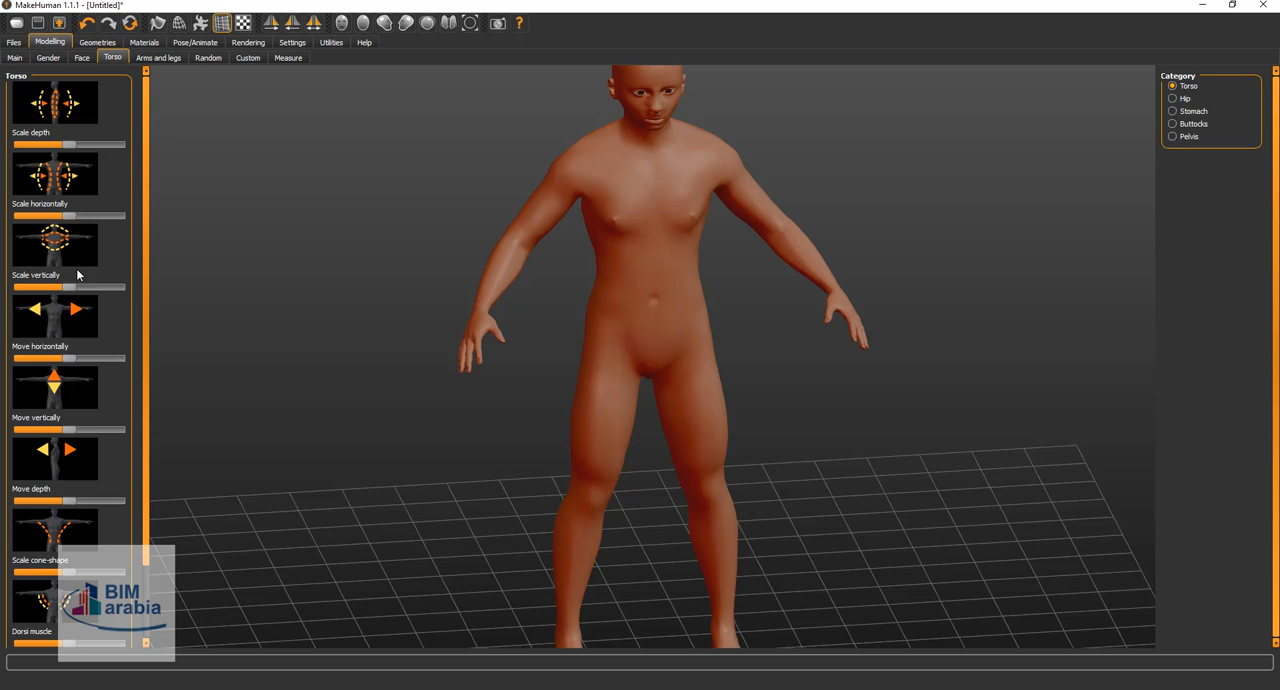 MakeHuman 1.1.1 - [Untitled]*
Files Modelling Geometries Materials Pose/Animate Rendering Settings Utilities Help
Main Gender Face Torso Arms and legs Random Custom Measure
Torso
Scale depth
Scale horizontally
Scale vertically
Move horizontally
Move vertically
Move depth
Scale cone-shape
Dorsi muscle
BIM
arabia
Category
Torso
Hip
Stomach
Buttocks
Pelvis